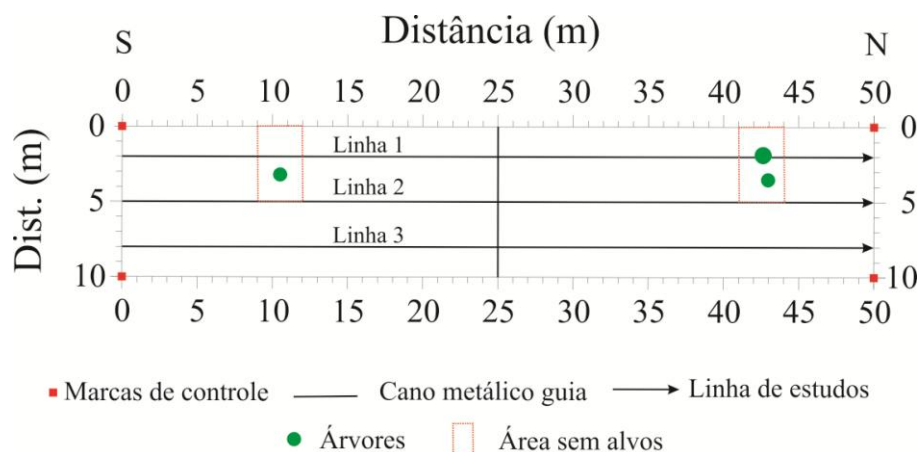 Distância (m)
S N
0 5 10 15 20 25 30 35 40 45 50
0 0
Linha 1
Linha 2
5 5
Linha 3
10 10
Dist. (m)
0 5 10 15 20 25 30 35 40 45 50
Marcas de controle Cano metálico guia Linha de estudos
Árvores Área sem alvos